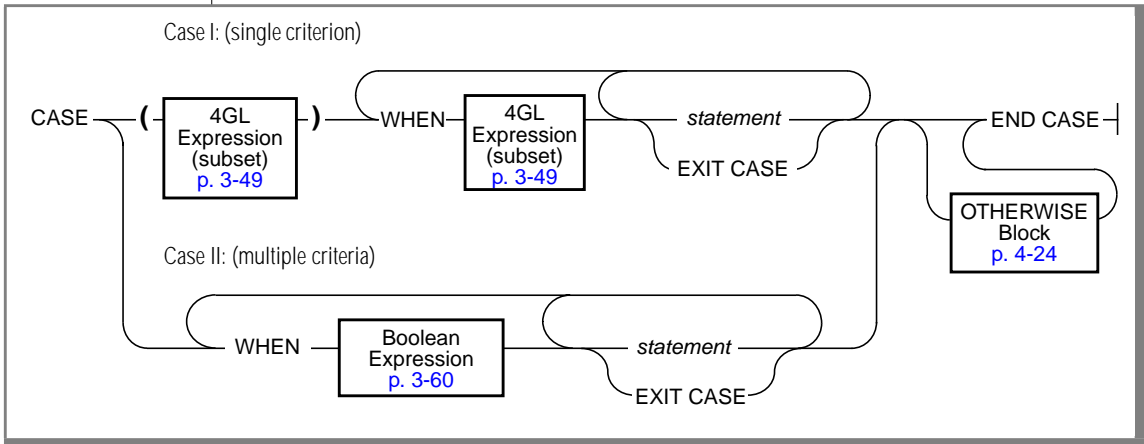 Case I: (single criterion)
CASE
(
4GL
Expression
(subset)
p. 3-49
)
WHEN
4GL
Expression
(subset)
p. 3-49
statement
EXIT CASE
END CASE
OTHERWISE
Block
p. 4-24
Case II: (multiple criteria)
WHEN
Boolean
Expression
p. 3-60
statement
EXIT CASE